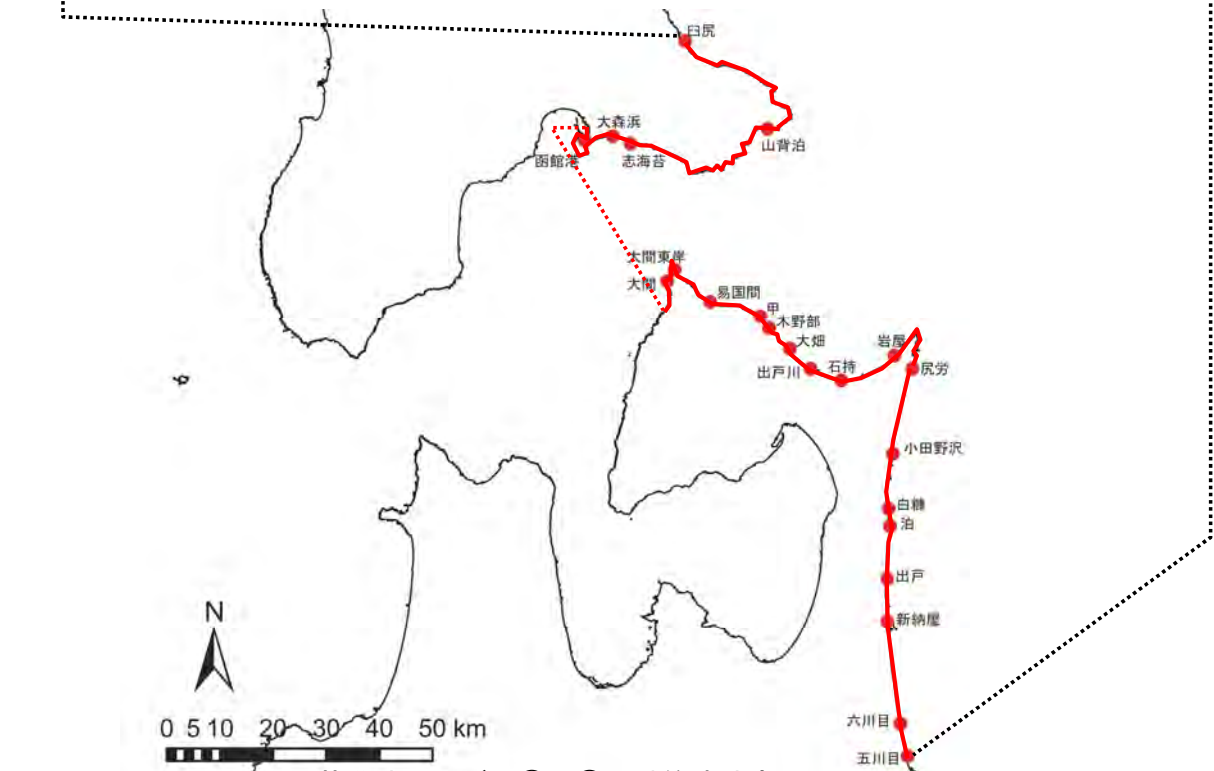 臼尻
大森浜
函館港
志海苔
山背泊
大間東岸
大間
易国間
甲
木野部
大畑
岩屋
出戸川
石持
尻労
小田野沢
白糠
泊
出戸
新納屋
N
六川目
0 5 10 20 30 40 50 km
五川目